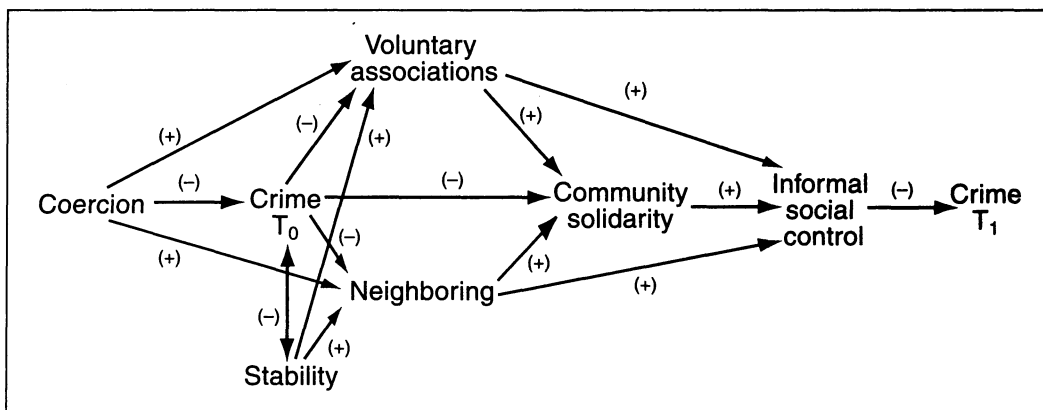 Voluntary
associations
(+)
(+)
(−)
(+)
(+)
Coercion
(−)
Crime
T₀
(−)
Community
solidarity
(+)
Informal
social
control
(−)
Crime
T₁
(−)
(+)
(+)
Neighboring
(+)
(−)
(+)
Stability